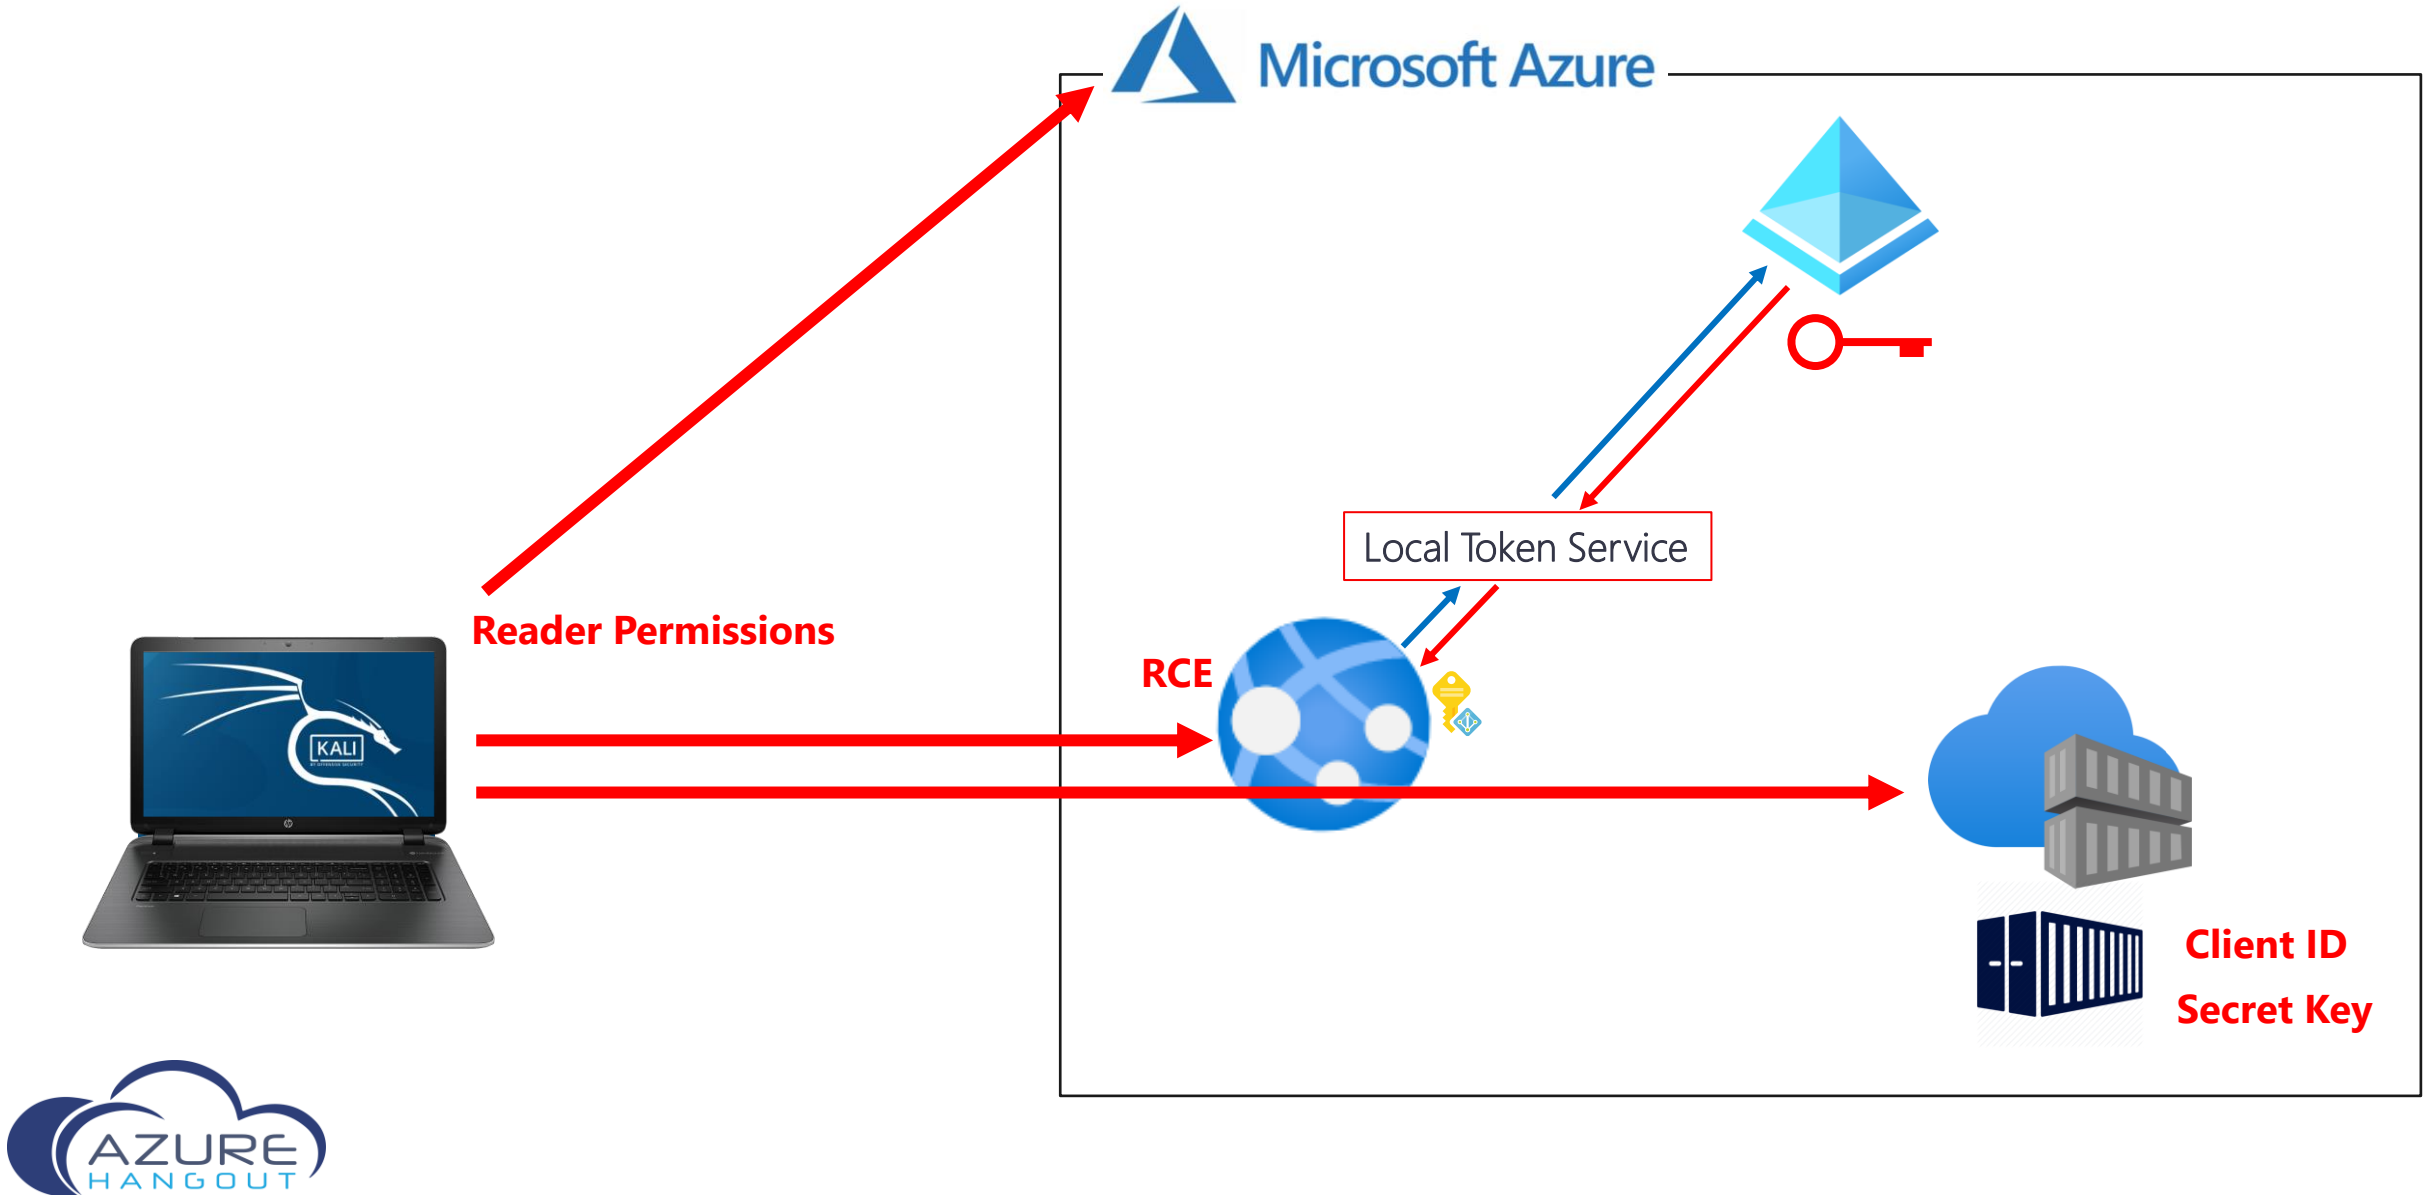 Microsoft Azure
Local Token Service
Reader Permissions
RCE
KALI
Client ID
Secret Key
AZURE
HANGOUT